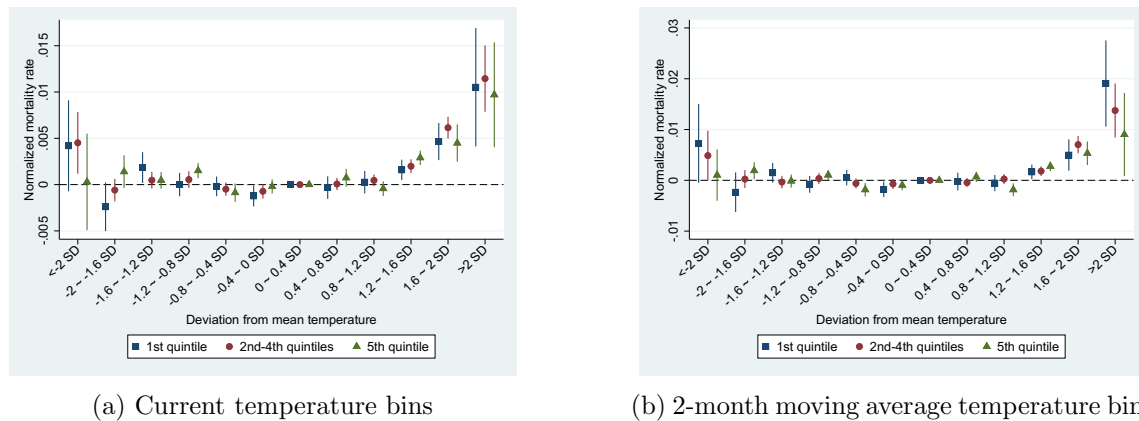 Normalized mortality rate
.015
.01
.005
0
-.005
<-2 SD
-2 ~ -1.6 SD
-1.6 ~ -1.2 SD
-1.2 ~ -0.8 SD
-0.8 ~ -0.4 SD
-0.4 ~ 0 SD
0 ~ 0.4 SD
0.4 ~ 0.8 SD
0.8 ~ 1.2 SD
1.2 ~ 1.6 SD
1.6 ~ 2 SD
>2 SD
Deviation from mean temperature
1st quintile 2nd-4th quintiles 5th quintile
(a) Current temperature bins
Normalized mortality rate
.03
.02
.01
0
-.01
<-2 SD
-2 ~ -1.6 SD
-1.6 ~ -1.2 SD
-1.2 ~ -0.8 SD
-0.8 ~ -0.4 SD
-0.4 ~ 0 SD
0 ~ 0.4 SD
0.4 ~ 0.8 SD
0.8 ~ 1.2 SD
1.2 ~ 1.6 SD
1.6 ~ 2 SD
>2 SD
Deviation from mean temperature
1st quintile 2nd-4th quintiles 5th quintile
(b) 2-month moving average temperature bin